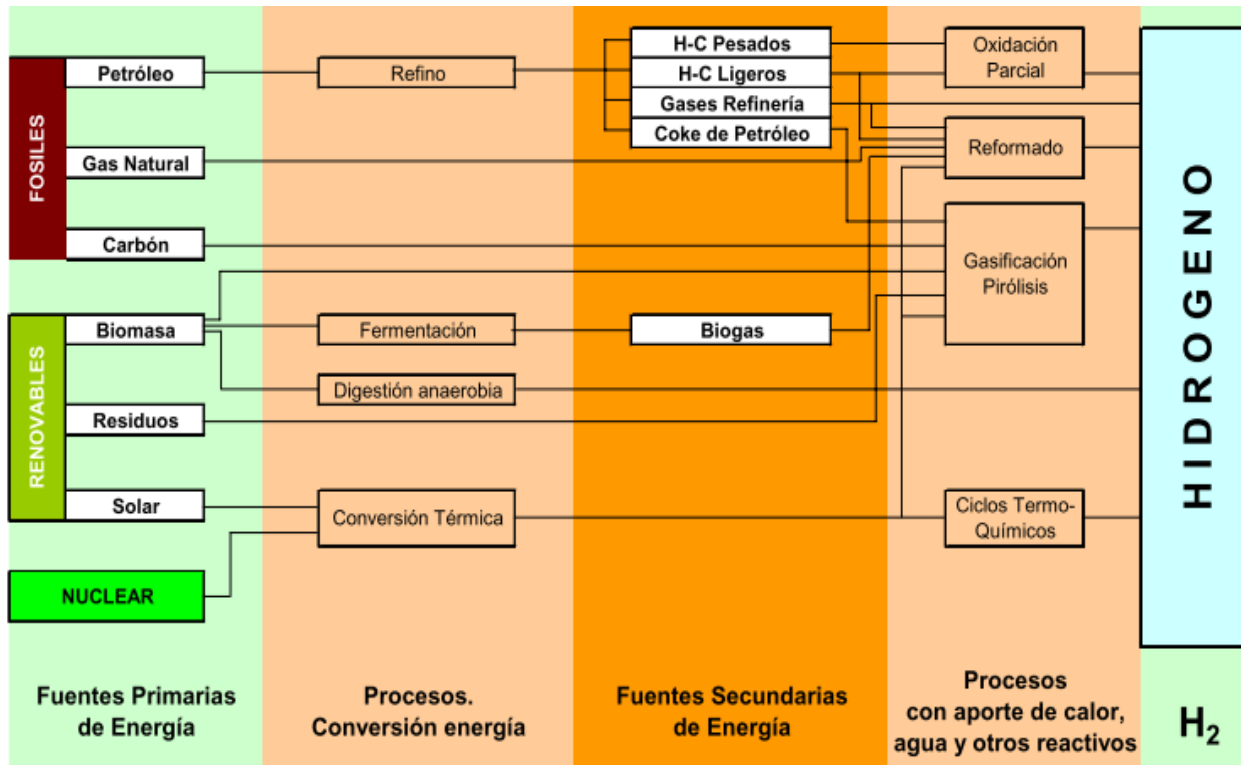 FOSILES
Petróleo
Gas Natural
Carbón
RENOVABLES
Biomasa
Residuos
Solar
NUCLEAR
Refino
Fermentación
Digestión anaerobia
Conversión Térmica
H-C Pesados
H-C Ligeros
Gases Refinería
Coke de Petróleo
Biogas
Oxidación
Parcial
Reformado
Gasificación
Pirólisis
Ciclos Termo-
Químicos
HIDROGENO
Fuentes Primarias
de Energía
Procesos.
Conversión energía
Fuentes Secundarias
de Energía
Procesos
con aporte de calor,
agua y otros reactivos
H₂